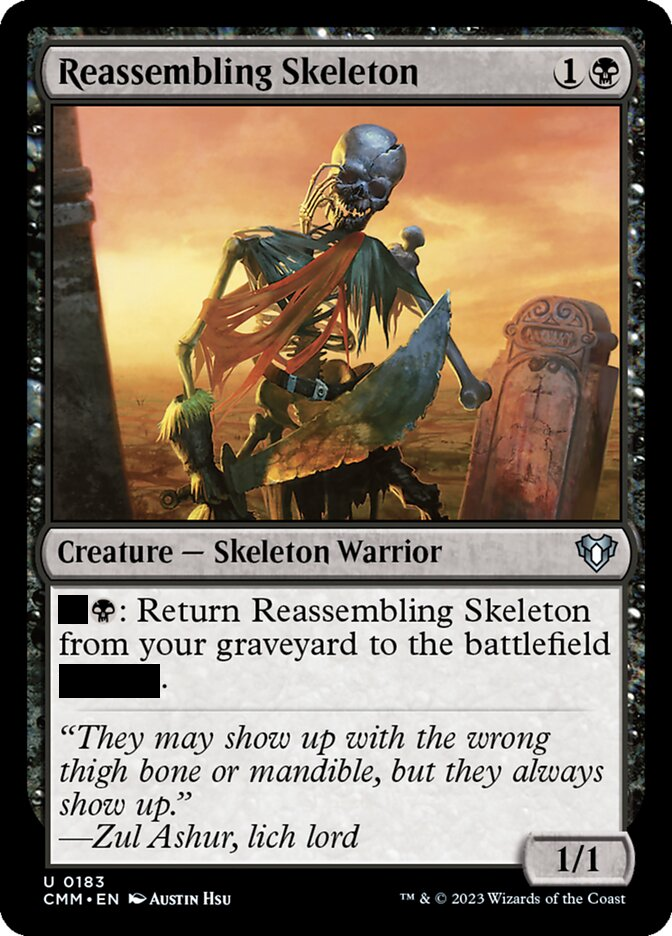 Reassembling Skeleton 1
Creature — Skeleton Warrior
: Return Reassembling Skeleton
from your graveyard to the battlefield
.
“They may show up with the wrong
thigh bone or mandible, but they always
show up.”
—Zul Ashur, lich lord
1/1
U 0183
CMM • EN Austin Hsu ™ & © 2023 Wizards of the Coast